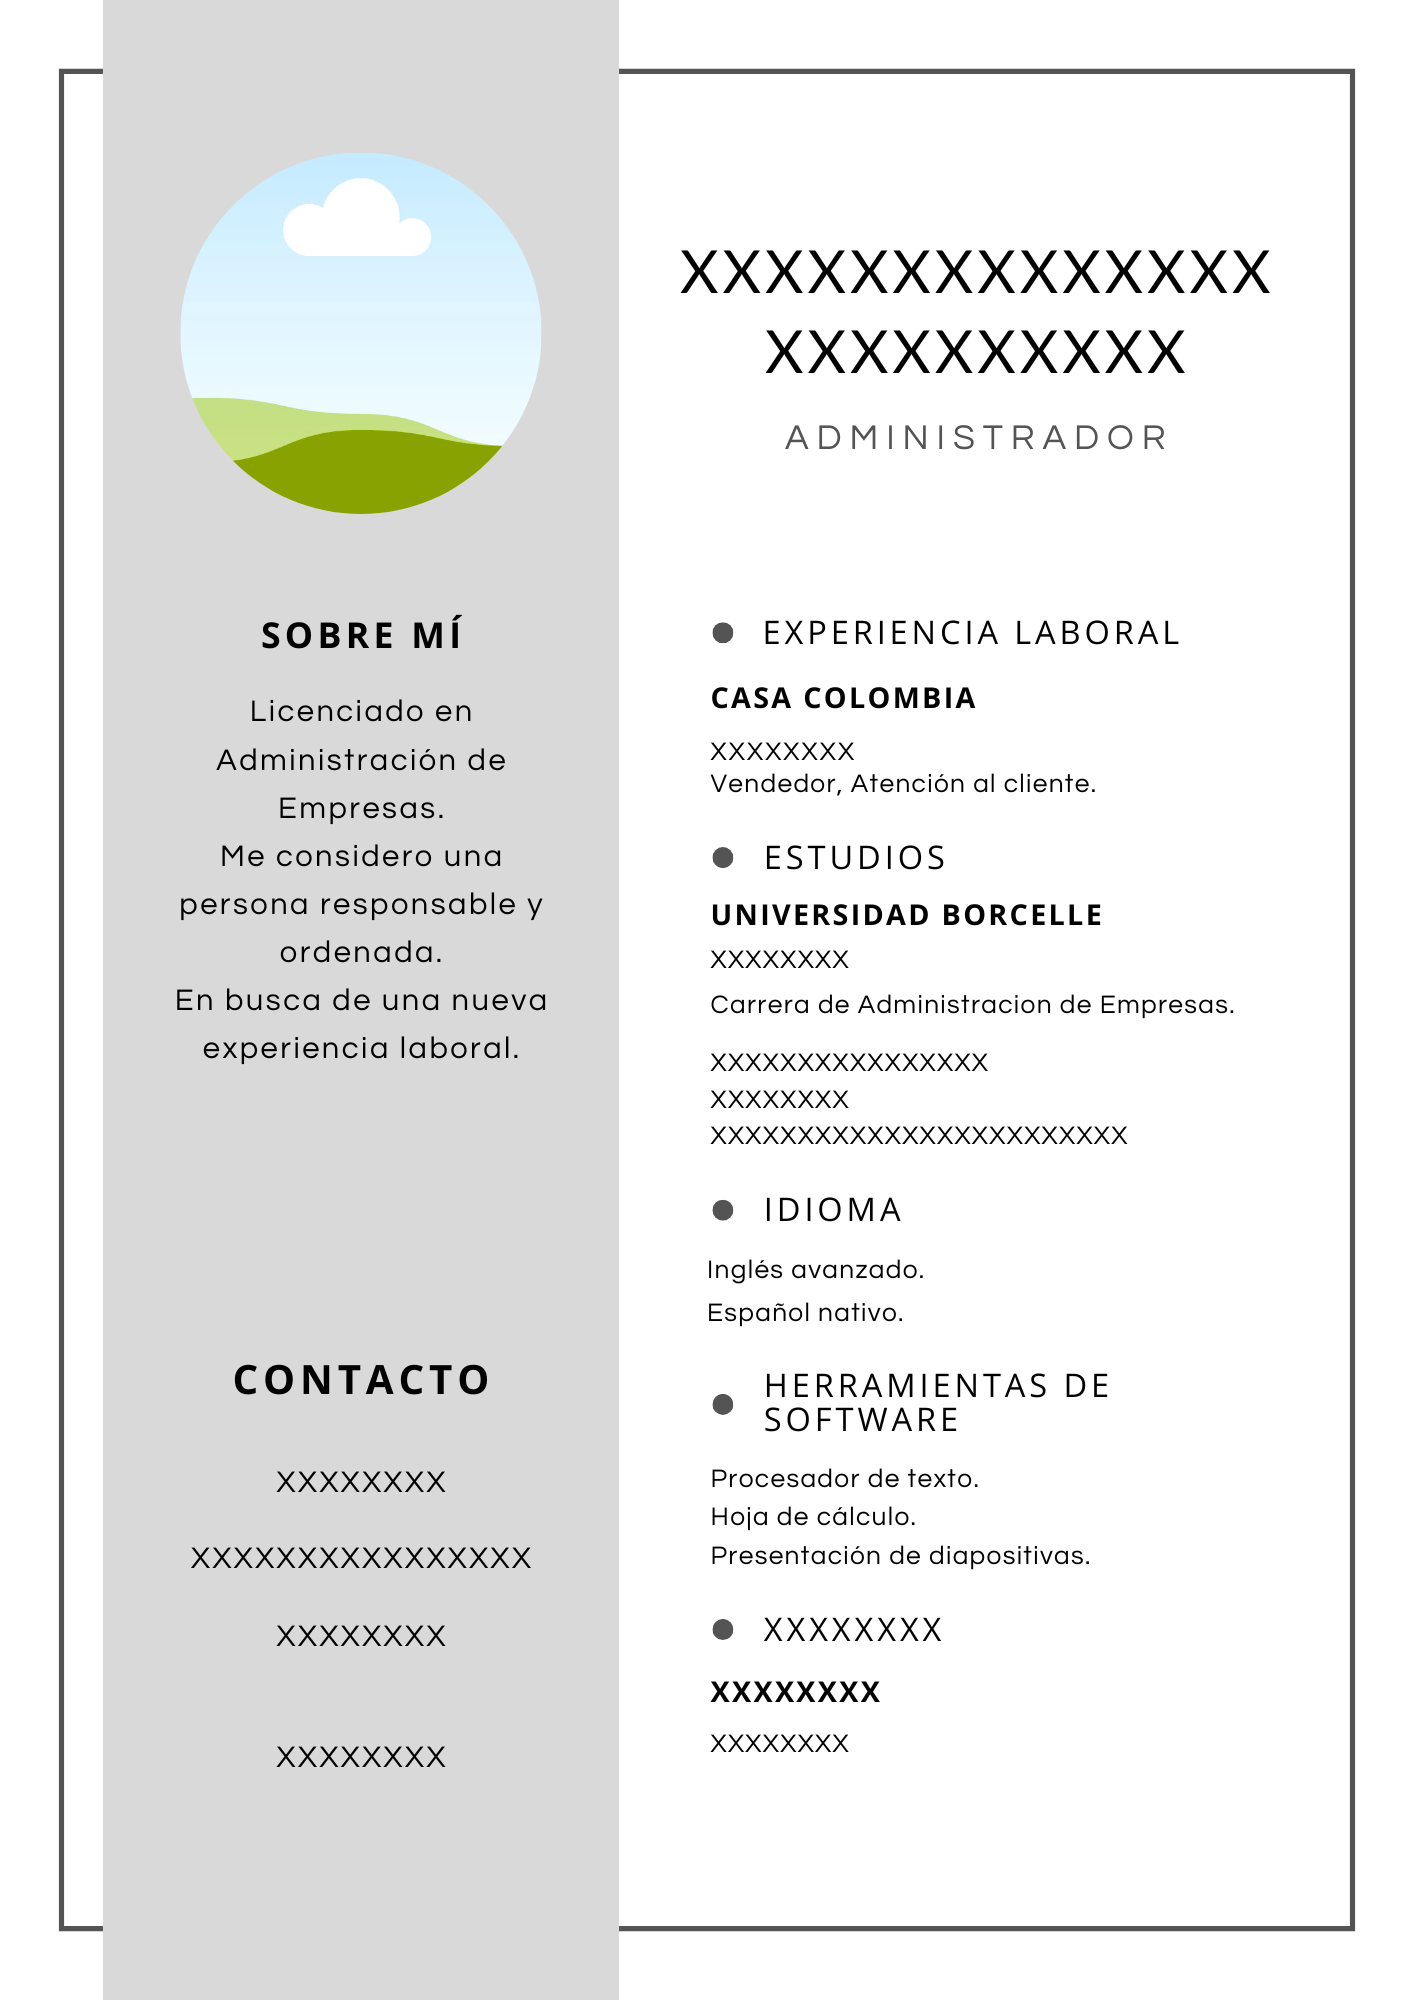 SOBRE MÍ
Licenciado en
Administración de
Empresas.
Me considero una
persona responsable y
ordenada.
En busca de una nueva
experiencia laboral.
CONTACTO
XXXXXXXX
XXXXXXXXXXXXXXXX
XXXXXXXX
XXXXXXXX
XXXXXXXXXXXXXX
XXXXXXXXXX
ADMINISTRADOR
EXPERIENCIA LABORAL
CASA COLOMBIA
XXXXXXXX
Vendedor, Atención al cliente.
ESTUDIOS
UNIVERSIDAD BORCELLE
XXXXXXXX
Carrera de Administracion de Empresas.
XXXXXXXXXXXXXXXX
XXXXXXXX
XXXXXXXXXXXXXXXXXXXXXXXX
IDIOMA
Inglés avanzado.
Español nativo.
HERRAMIENTAS DE
SOFTWARE
Procesador de texto.
Hoja de cálculo.
Presentación de diapositivas.
XXXXXXXX
XXXXXXXX
XXXXXXXX